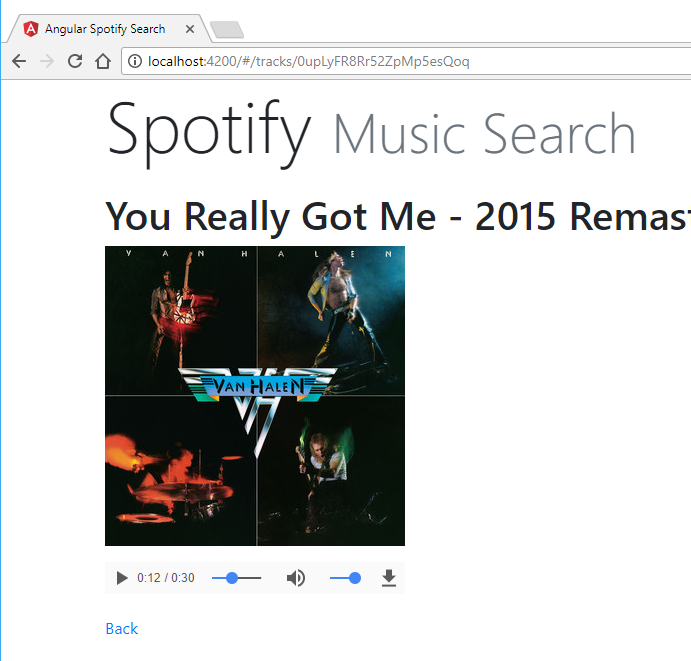 Angular Spotify Search
localhost:4200/#/tracks/0upLyFR8Rr52ZpMp5esQoq
Spotify Music Search
You Really Got Me - 2015 Remast
V A N H A L E N
VAN HALEN
0:12 / 0:30
Back